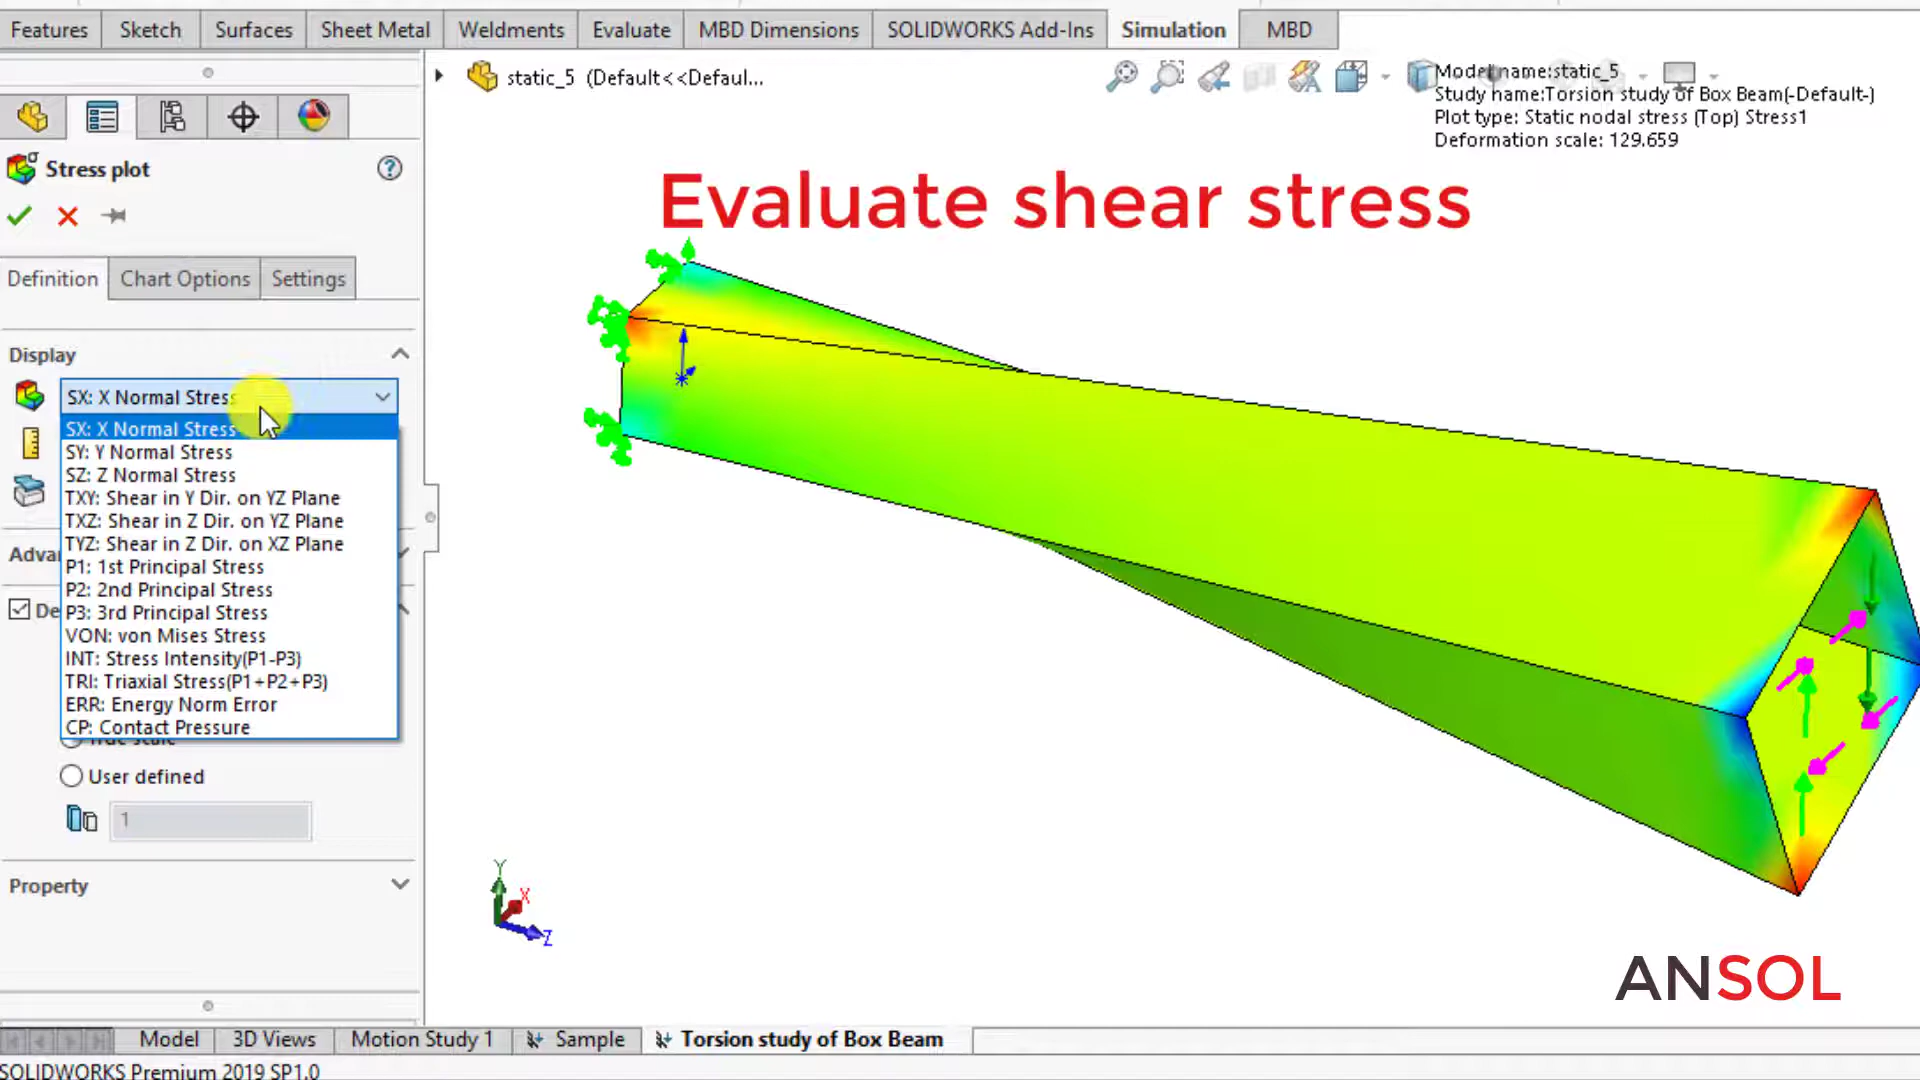 Features Sketch Surfaces Sheet Metal Weldments Evaluate MBD Dimensions SOLIDWORKS Add-Ins Simulation MBD
static_5 (Default<<Defaul...
Model name:static_5
Study name:Torsion study of Box Beam(-Default-)
Plot type: Static nodal stress (Top) Stress1
Deformation scale: 129.659
Stress plot
?
Evaluate shear stress
Definition Chart Options Settings
Display
SX: X Normal Stress
SX: X Normal Stress
SY: Y Normal Stress
SZ: Z Normal Stress
TXY: Shear in Y Dir. on YZ Plane
TXZ: Shear in Z Dir. on YZ Plane
TYZ: Shear in Z Dir. on XZ Plane
P1: 1st Principal Stress
P2: 2nd Principal Stress
P3: 3rd Principal Stress
VON: von Mises Stress
INT: Stress Intensity(P1-P3)
TRI: Triaxial Stress(P1+P2+P3)
ERR: Energy Norm Error
CP: Contact Pressure
User defined
1
Property
Y
X
Z
ANSOL
Model 3D Views Motion Study 1 Sample Torsion study of Box Beam
SOLIDWORKS Premium 2019 SP1.0